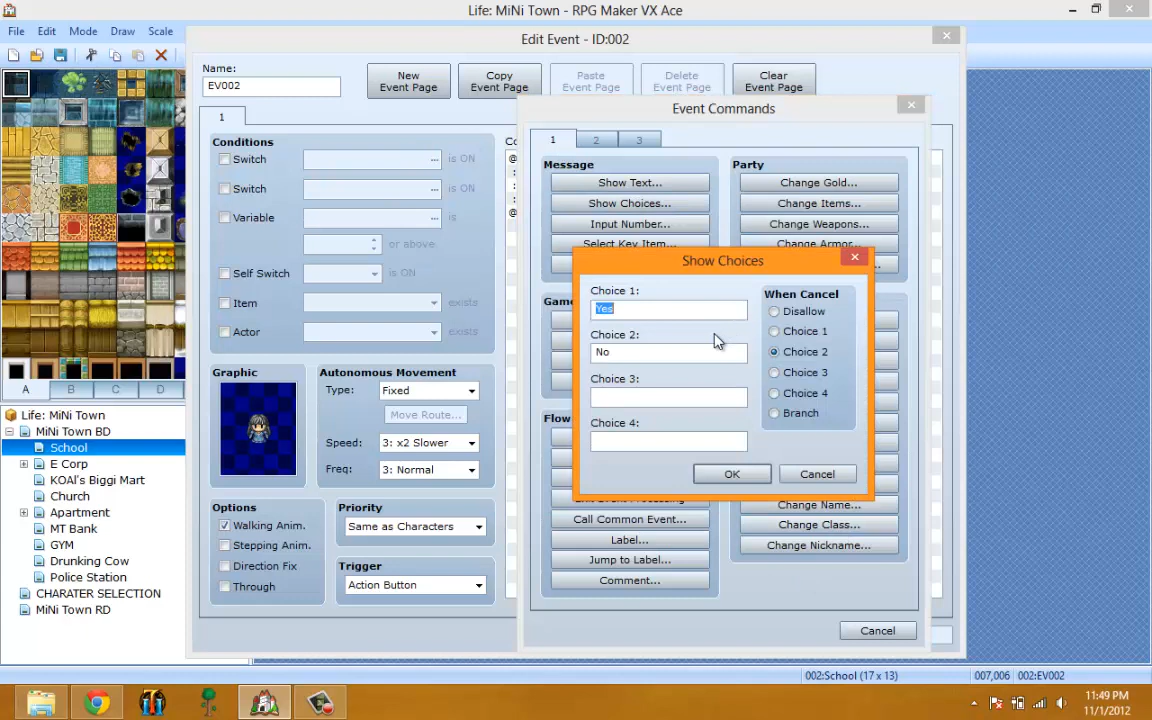 Life: MiNi Town - RPG Maker VX Ace
File Edit Mode Draw Scale
Edit Event - ID:002
Name:
EV002
New Event Page
Copy Event Page
Paste Event Page
Delete Event Page
Clear Event Page
1
Conditions
Switch ... is ON
Switch ... is ON
Variable ... is
or above.
Self Switch is ON
Item exists
Actor exists
Graphic
Autonomous Movement
Type: Fixed
Move Route...
Speed: 3: x2 Slower
Freq: 3: Normal
Options
Walking Anim.
Stepping Anim.
Direction Fix
Through
Priority
Same as Characters
Trigger
Action Button
Event Commands
1 2 3
Message
Show Text...
Show Choices...
Input Number...
Select Key Item...
Party
Change Gold...
Change Items...
Change Weapons...
Change Armor...
Show Choices
Choice 1:
Yes
Choice 2:
No
Choice 3:
Choice 4:
When Cancel
Disallow
Choice 1
Choice 2
Choice 3
Choice 4
Branch
OK Cancel
Flow
Call Common Event...
Label...
Jump to Label...
Comment...
Change Name...
Change Class...
Change Nickname...
Cancel
A B C D
Life: MiNi Town
MiNi Town BD
School
E Corp
KOAl's Biggi Mart
Church
Apartment
MT Bank
GYM
Drunking Cow
Police Station
CHARATER SELECTION
MiNi Town RD
002:School (17 x 13) 007,006 002:EV002
11:49 PM
11/1/2012